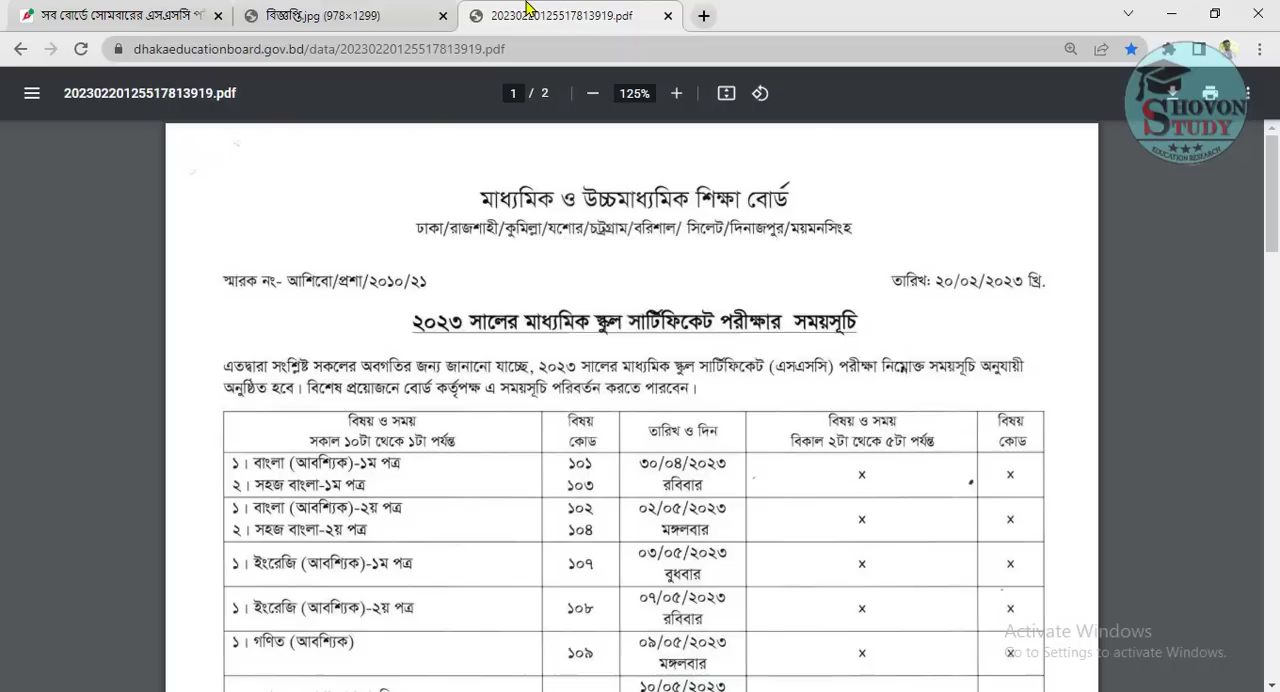 সব বোর্ডে সোমবারের এসএসসি প
বিজ্ঞপ্তি.jpg (978×1299)
20230220125517813919.pdf
dhakaeducationboard.gov.bd/data/20230220125517813919.pdf
20230220125517813919.pdf
1 / 2
125%
SHOVON
STUDY
EDUCATION RESEARCH
মাধ্যমিক ও উচ্চমাধ্যমিক শিক্ষা বোর্ড
ঢাকা/রাজশাহী/কুমিল্লা/যশোর/চট্রগ্রাম/বরিশাল/ সিলেট/দিনাজপুর/ময়মনসিংহ
স্মারক নং- আশিবো/প্রশা/২০১০/২১
তারিখ: ২০/০২/২০২৩ খ্রি.
২০২৩ সালের মাধ্যমিক স্কুল সার্টিফিকেট পরীক্ষার সময়সূচি
এতদ্বারা সংশ্লিষ্ট সকলের অবগতির জন্য জানানো যাচ্ছে, ২০২৩ সালের মাধ্যমিক স্কুল সার্টিফিকেট (এসএসসি) পরীক্ষা নিম্নোক্ত সময়সূচি অনুযায়ী
অনুষ্ঠিত হবে। বিশেষ প্রয়োজনে বোর্ড কর্তৃপক্ষ এ সময়সূচি পরিবর্তন করতে পারবেন।
বিষয় ও সময়
সকাল ১০টা থেকে ১টা পর্যন্ত
বিষয়
কোড
তারিখ ও দিন
বিষয় ও সময়
বিকাল ২টা থেকে ৫টা পর্যন্ত
বিষয়
কোড
১। বাংলা (আবশ্যিক)-১ম পত্র
২। সহজ বাংলা-১ম পত্র
১০১
১০৩
৩০/০৪/২০২৩
রবিবার
x
x
১। বাংলা (আবশ্যিক)-২য় পত্র
২। সহজ বাংলা-২য় পত্র
১০২
১০৪
০২/০৫/২০২৩
মঙ্গলবার
x
x
১। ইংরেজি (আবশ্যিক)-১ম পত্র
১০৭
০৩/০৫/২০২৩
বুধবার
x
x
১। ইংরেজি (আবশ্যিক)-২য় পত্র
১০৮
০৭/০৫/২০২৩
রবিবার
x
x
১। গণিত (আবশ্যিক)
১০৯
০৯/০৫/২০২৩
মঙ্গলবার
x
x
১০/০৫/২০২৩
Activate Windows
Go to Settings to activate Windows.